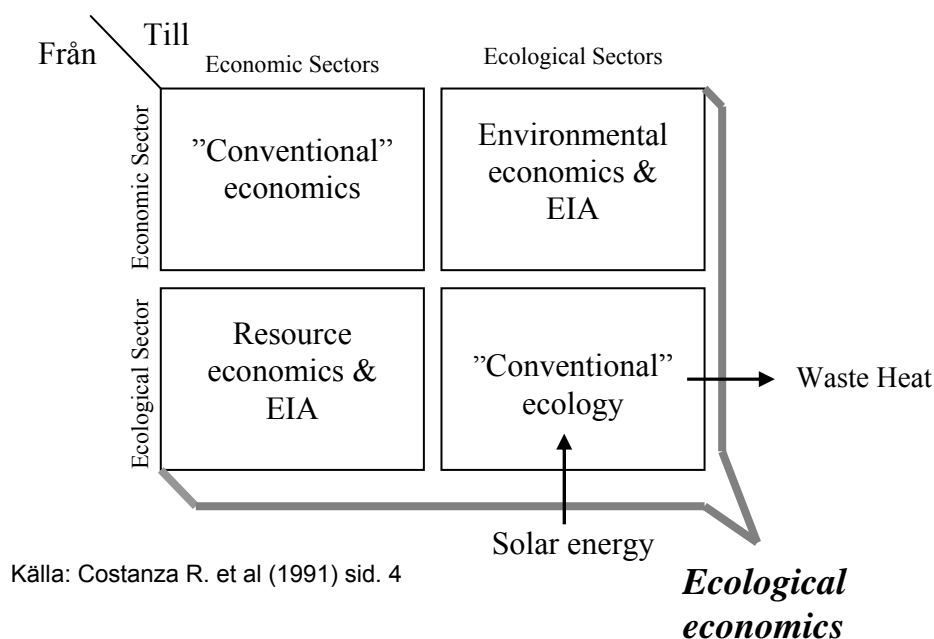 Till
Från
Economic Sectors
Ecological Sectors
Economic Sector
”Conventional”
economics
Environmental
economics &
EIA
Ecological Sector
Resource
economics &
EIA
”Conventional”
ecology
Waste Heat
Solar energy
Källa: Costanza R. et al (1991) sid. 4
Ecological
economics